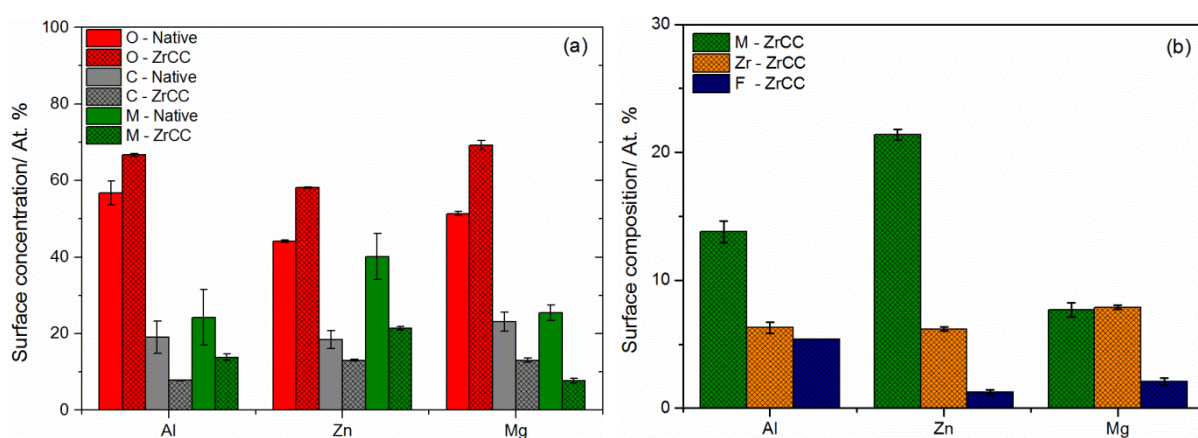 (a)
O - Native
O - ZrCC
C - Native
C - ZrCC
M - Native
M - ZrCC
Surface concentration/ At. %
100
80
60
40
20
0
Al
Zn
Mg
(b)
M - ZrCC
Zr - ZrCC
F - ZrCC
Surface composition/ At. %
30
20
10
0
Al
Zn
Mg